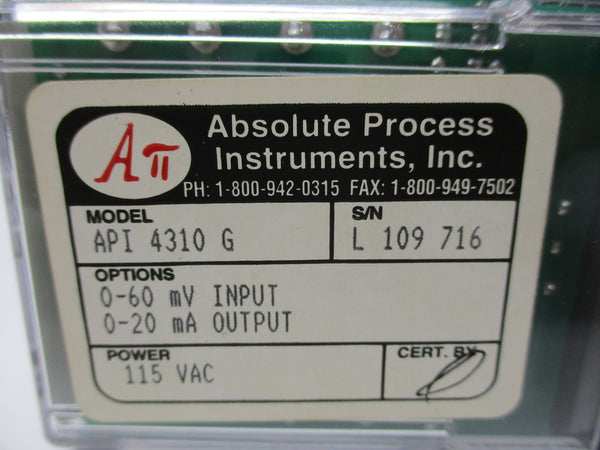 Aπ
Absolute Process
Instruments, Inc.
PH: 1-800-942-0315 FAX: 1-800-949-7502
MODEL
API 4310 G
S/N
L 109 716
OPTIONS
0-60 mV INPUT
0-20 mA OUTPUT
POWER
115 VAC
CERT. BY